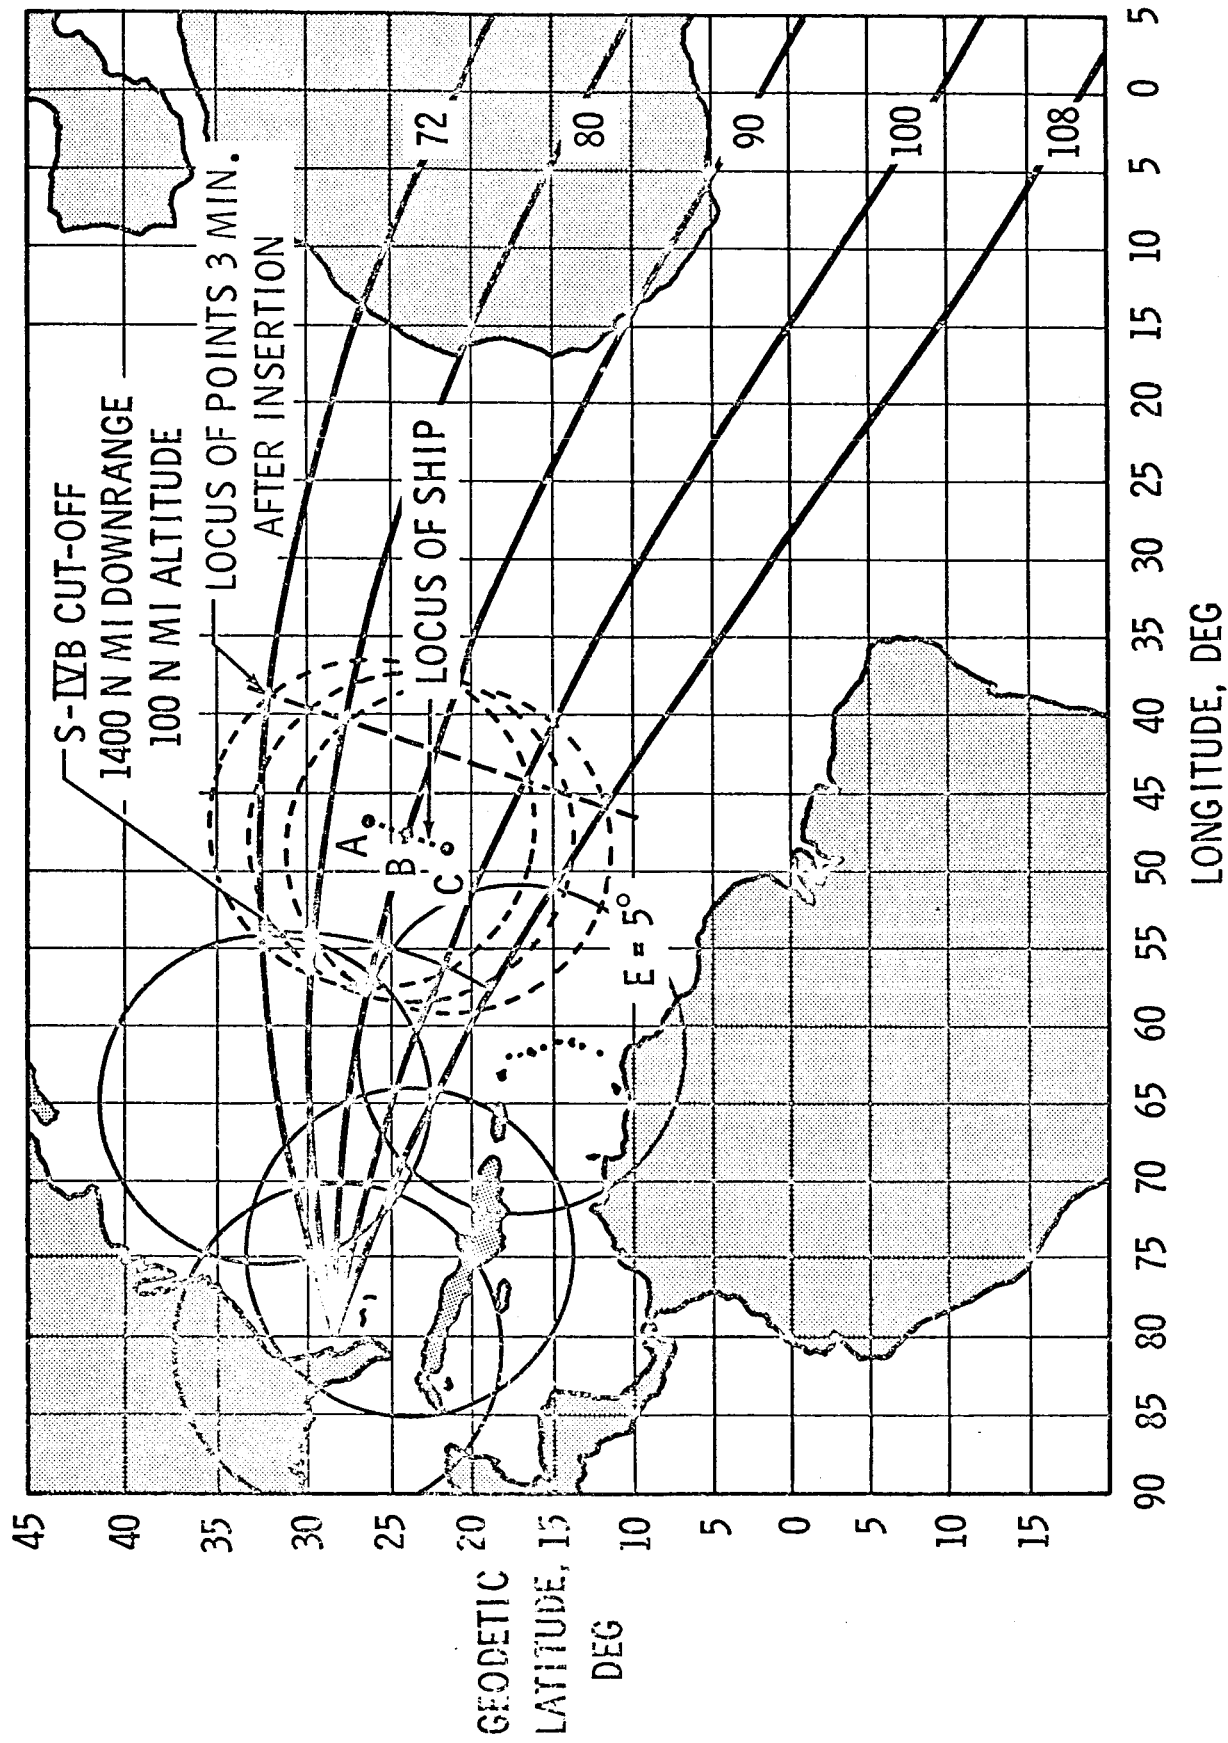 S-IVB CUT-OFF
1400 N MI DOWNRANGE
100 N MI ALTITUDE
LOCUS OF POINTS 3 MIN.
AFTER INSERTION
LOCUS OF SHIP
A
B
C
E = 5°
72
80
90
100
108
GEODETIC
LATITUDE,
DEG
45
40
35
30
25
20
15
10
5
0
5
10
15
90
85
80
75
70
65
60
55
50
45
40
35
30
25
20
15
10
5
0
5
LONGITUDE, DEG